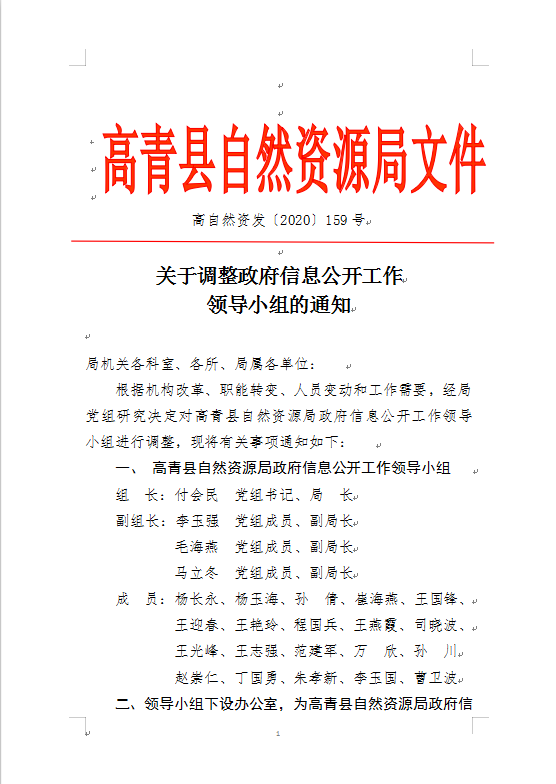 高青县自然资源局文件
高自然资发〔2020〕159号
关于调整政府信息公开工作
领导小组的通知
局机关各科室、各所、局属各单位：
根据机构改革、职能转变、人员变动和工作需要，经局
党组研究决定对高青县自然资源局政府信息公开工作领导
小组进行调整，现将有关事项通知如下：
一、 高青县自然资源局政府信息公开工作领导小组
组　长：付会民　党组书记、局　长
副组长：李玉强　党组成员、副局长
毛海燕　党组成员、副局长
马立冬　党组成员、副局长
成　员：杨长永、杨玉海、孙　倩、崔海燕、王国锋、
王迎春、王艳玲、程国兵、王燕霞、司晓波、
王光峰、王志强、范建军、万　欣、孙　川
赵崇仁、丁国勇、朱孝新、李玉国、曹卫波
二、领导小组下设办公室，为高青县自然资源局政府信
1